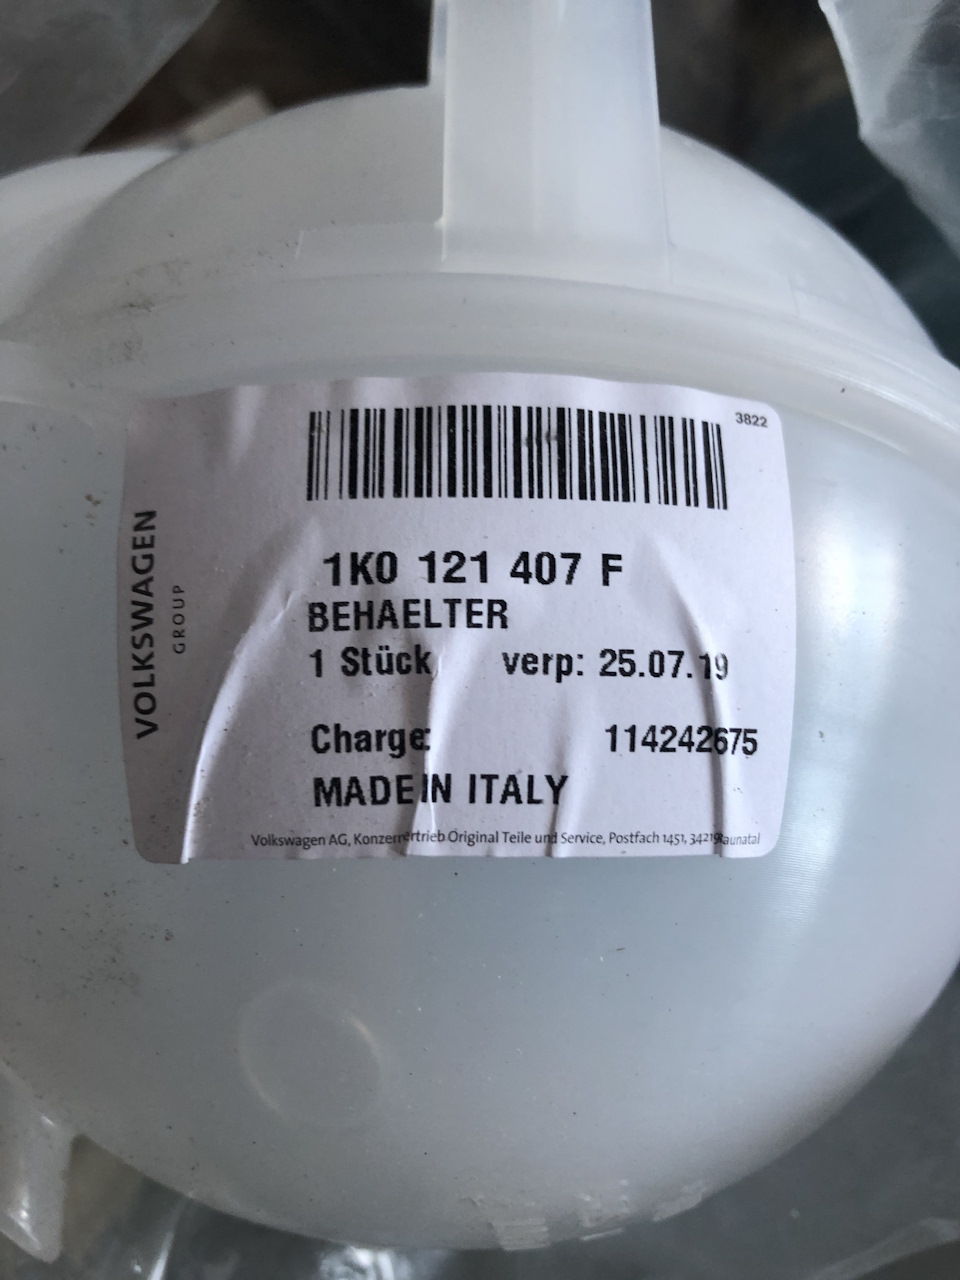 3822
VOLKSWAGEN
GROUP
1K0 121 407 F
BEHAELTER
1 Stück verp: 25.07.19
Charge: 114242675
MADE IN ITALY
Volkswagen AG, Konzernvertrieb Original Teile und Service, Postfach 1451, 34219 Baunatal